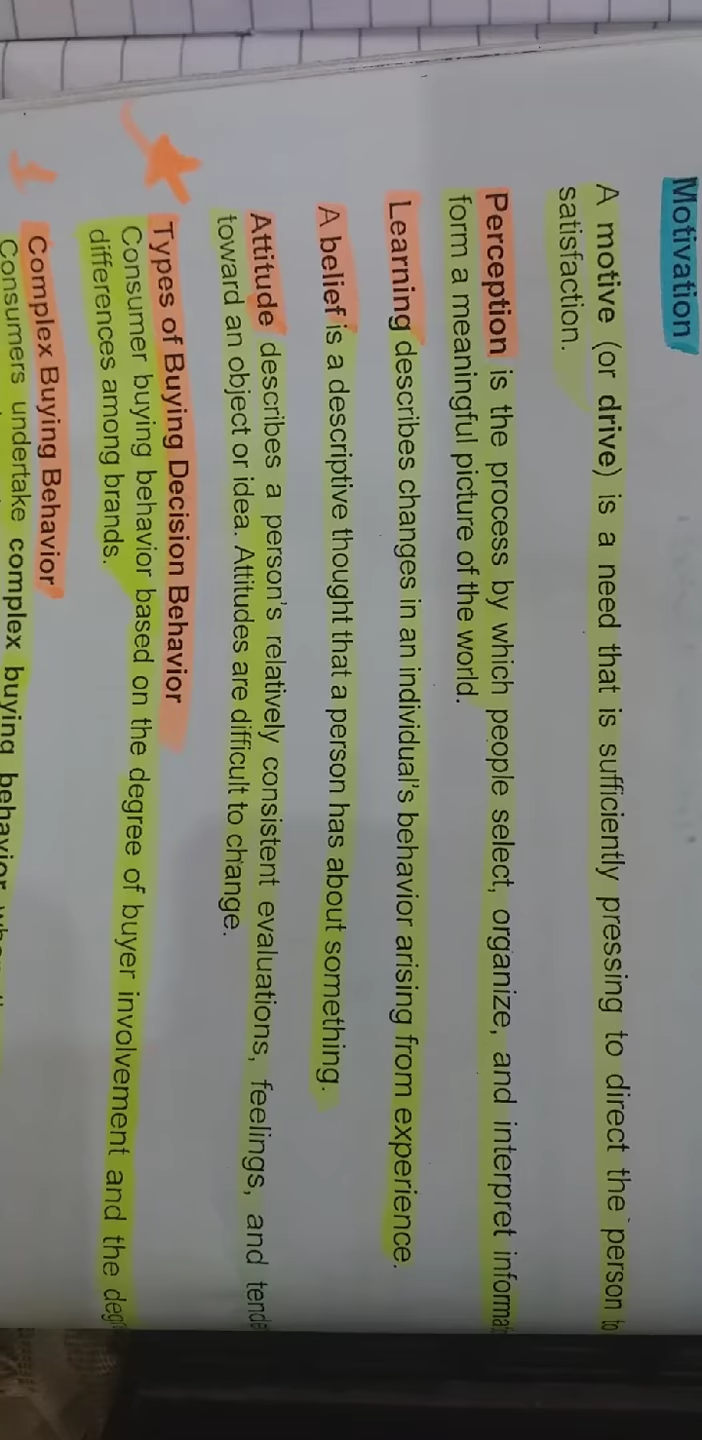 Motivation
A motive (or drive) is a need that is sufficiently pressing to direct the person to
satisfaction.
Perception is the process by which people select, organize, and interpret
form a meaningful picture of the world.
Learning describes changes in an individual's behavior arising from experience.
A belief is a descriptive thought that a person has about something.
Attitude describes a person's relatively consistent evaluations, feelings, and
toward an object or idea. Attitudes are difficult to change.
Types of Buying Decision Behavior
Consumer buying behavior based on the degree of buyer involvement and the
differences among brands.
1
Complex Buying Behavior
Consumers undertake complex buying behavior